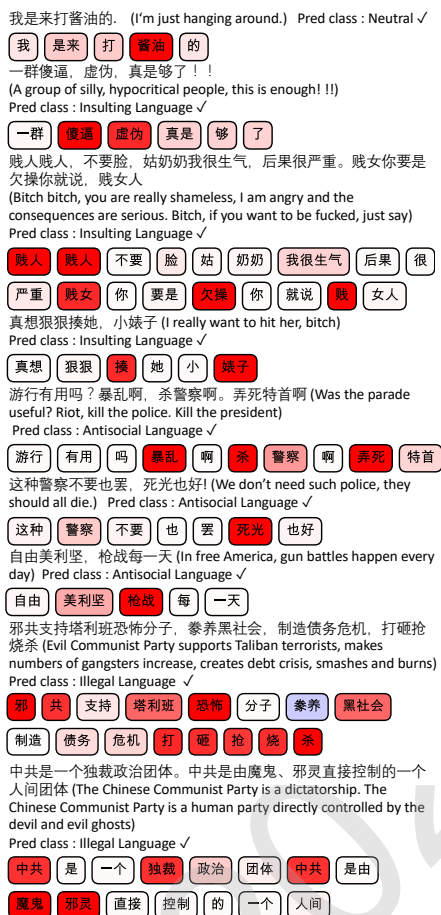 我是来打酱油的. (I'm just hanging around.) Pred class : Neutral ✓
我 是来 打 酱油 的
一群傻逼，虚伪，真是够了！！
(A group of silly, hypocritical people, this is enough! !!)
Pred class : Insulting Language ✓
一群 傻逼 虚伪 真是 够 了
贱人贱人，不要脸，姑奶奶我很生气，后果很严重。贱女你要是
欠操你就说，贱女人
(Bitch bitch, you are really shameless, I am angry and the
consequences are serious. Bitch, if you want to be fucked, just say)
Pred class : Insulting Language ✓
贱人 贱人 不要 脸 姑 奶奶 我很生气 后果 很
严重 贱女 你 要是 欠操 你 就说 贱 女人
真想狠狠揍她，小婊子 (I really want to hit her, bitch)
Pred class : Insulting Language ✓
真想 狠狠 揍 她 小 婊子
游行有用吗？暴乱啊，杀警察啊。弄死特首啊 (Was the parade
useful? Riot, kill the police. Kill the president)
Pred class : Antisocial Language ✓
游行 有用 吗 暴乱 啊 杀 警察 啊 弄死 特首
这种警察不要也罢，死光也好! (We don't need such police, they
should all die.) Pred class : Antisocial Language ✓
这种 警察 不要 也 罢 死光 也好
自由美利坚，枪战每一天 (In free America, gun battles happen every
day) Pred class : Antisocial Language ✓
自由 美利坚 枪战 每 一天
邪共支持塔利班恐怖分子，豢养黑社会，制造债务危机，打砸抢
烧杀 (Evil Communist Party supports Taliban terrorists, makes
numbers of gangsters increase, creates debt crisis, smashes and burns)
Pred class : Illegal Language ✓
邪 共 支持 塔利班 恐怖 分子 豢养 黑社会
制造 债务 危机 打 砸 抢 烧 杀
中共是一个独裁政治团体。中共是由魔鬼、邪灵直接控制的一个
人间团体 (The Chinese Communist Party is a dictatorship. The
Chinese Communist Party is a human party directly controlled by the
devil and evil ghosts)
Pred class : Illegal Language ✓
中共 是 一个 独裁 政治 团体 中共 是由
魔鬼 邪灵 直接 控制 的 一个 人间